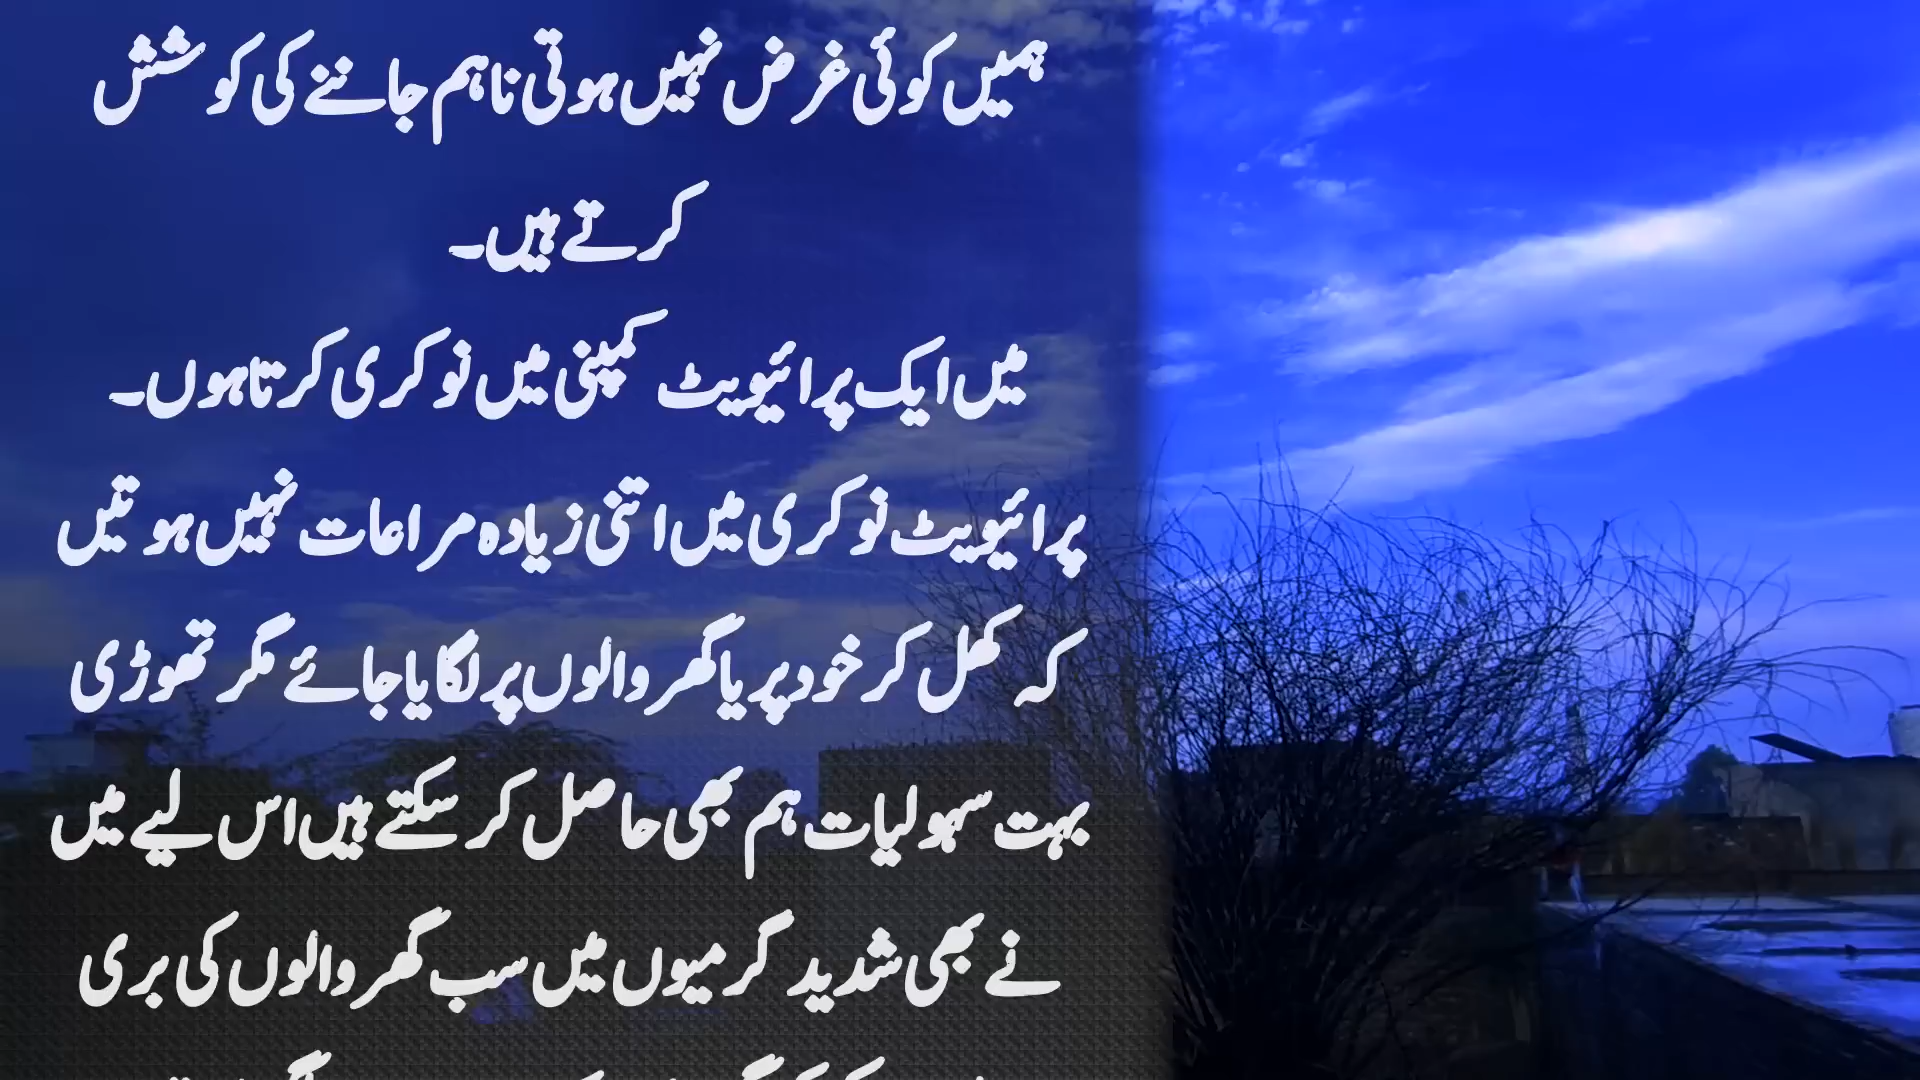 ہمیں کوئی غرض نہیں ہوتی نا ہم جاننے کی کوشش
کرتے ہیں۔
میں ایک پرائیویٹ کمپنی میں نوکری کرتا ہوں۔
پرائیویٹ نوکری میں اتنی زیادہ مراعات نہیں ہوتیں
کہ کھل کر خود پر یا گھر والوں پر لگایا جائے مگر تھوڑی
بہت سہولیات ہم بھی حاصل کر سکتے ہیں اس لیے میں
نے بھی شدید گرمیوں میں سب گھر والوں کی بری